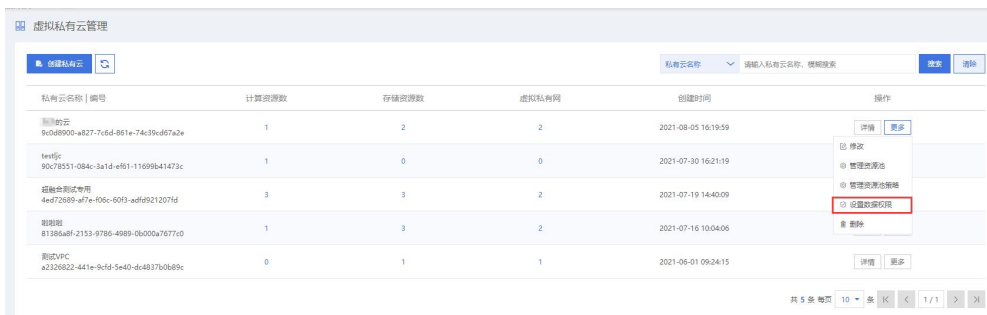 虚拟私有云管理
创建私有云
私有云名称 请输入私有云名称, 模糊搜索 搜索 清除
私有云名称 | 编号 计算资源数 存储资源数 虚拟私有网 创建时间 操作
的云
9c0d8900-a827-7c6d-861e-74c39cd67a2e 1 2 2 2021-08-05 16:19:59 详情 更多
testljc
90c78551-084c-3a1d-ef61-11699b41473c 1 0 0 2021-07-30 16:21:19
超融合测试专用
4ed72689-af7e-f06c-60f3-adfd921207fd 3 3 2 2021-07-19 14:40:09
啦啦啦
81386a8f-2153-9786-4989-0b000a7677c0 1 3 2 2021-07-16 10:04:06
测试VPC
a2326822-441e-9cfd-5e40-dc4837b0b89c 0 1 1 2021-06-01 09:24:15 详情 更多
修改
管理资源池
管理资源池策略
设置数据权限
删除
共 5 条 每页 10 条 1 / 1